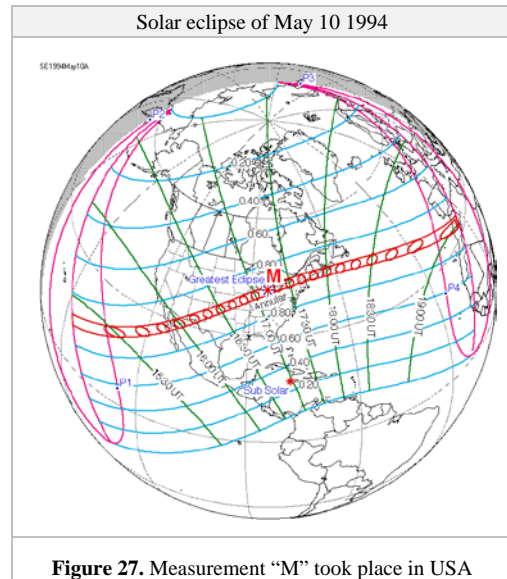 Solar eclipse of May 10 1994
SE1994May10A
P3
P2
0.20
0.40
0.60
0.80
M
Greatest Eclipse
Annular
0.80
0.60
0.40
0.20
Sub Solar
P1
P4
15:30 UT
16:00 UT
16:30 UT
17:00 UT
17:30 UT
18:00 UT
18:30 UT
19:00 UT
Figure 27. Measurement “M” took place in USA